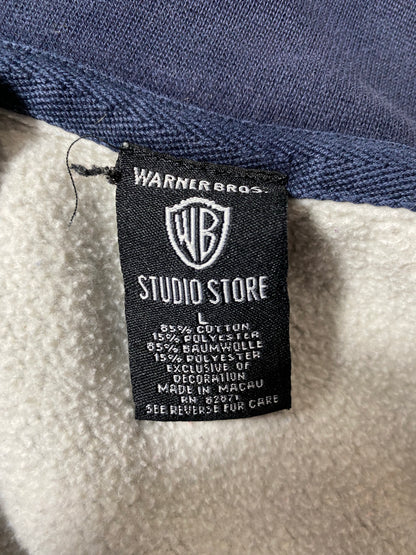 WARNER BROS.
WB
STUDIO STORE
L
85% COTTON
15% POLYESTER
85% BAUMWOLLE
15% POLYESTER
EXCLUSIVE OF
DECORATION
MADE IN MACAU
RN 82871
SEE REVERSE FOR CARE